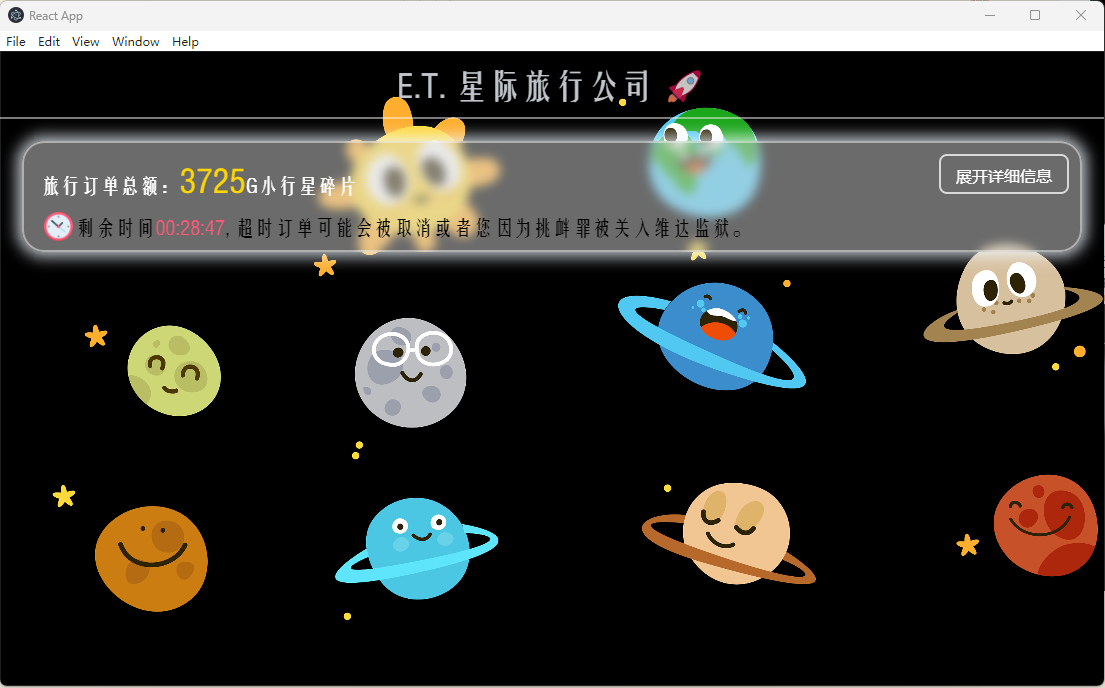 React App
File Edit View Window Help
E.T. 星际旅行公司 🚀
旅行订单总额：3725G小行星碎片
展开详细信息
剩余时间00:28:47, 超时订单可能会被取消或者您因为挑衅罪被关入维达监狱。